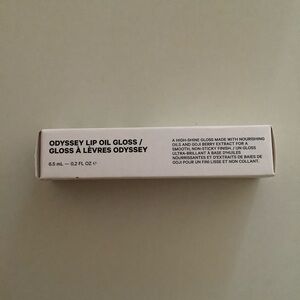 ODYSSEY LIP OIL GLOSS /
GLOSS À LÈVRES ODYSSEY
6.5 mL — 0.2 FL OZ ℮
A HIGH-SHINE GLOSS MADE WITH NOURISHING
OILS AND GOJI BERRY EXTRACT FOR A
SMOOTH, NON-STICKY FINISH. / UN GLOSS
ULTRA-BRILLANT À BASE D'HUILES
NOURRISSANTES ET D'EXTRAITS DE BAIES DE
GOJI POUR UN FINI LISSE ET NON COLLANT.